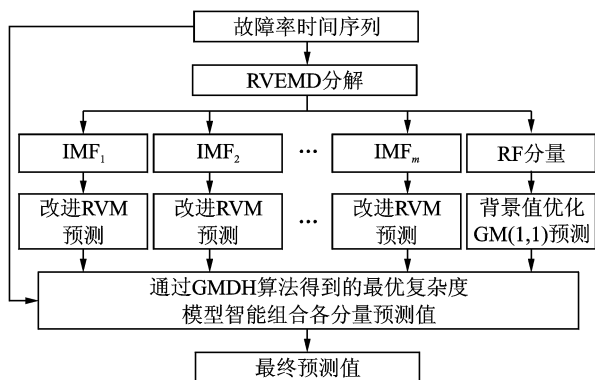 故障率时间序列
RVEMD分解
IMF₁ IMF₂ ··· IMFₘ RF分量
改进RVM 改进RVM ··· 改进RVM 背景值优化
预测 预测 预测 GM(1,1)预测
通过GMDH算法得到的最优复杂度
模型智能组合各分量预测值
最终预测值